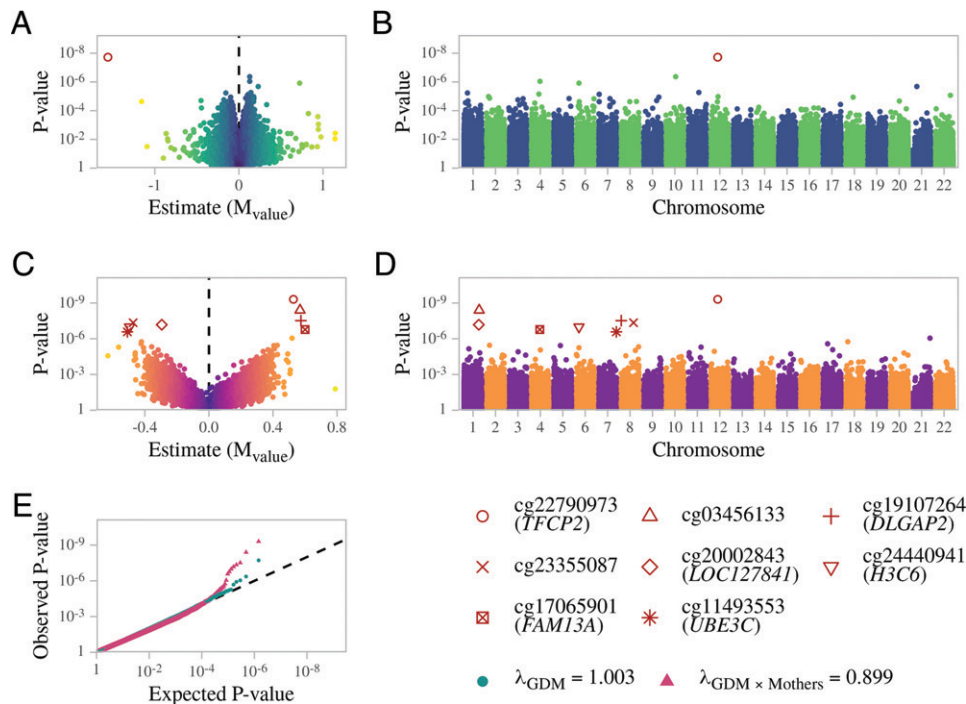 A
B
P-value
10-8
10-6
10-4
10-2
1
-1
0
1
Estimate (Mvalue)
P-value
10-8
10-6
10-4
10-2
1
1 2 3 4 5 6 7 8 9 10 11 12 13 14 15 16 17 18 19 20 21 22
Chromosome
C
D
P-value
10-9
10-6
10-3
1
-0.4
0
0.4
0.8
Estimate (Mvalue)
P-value
10-9
10-6
10-3
1
1 2 3 4 5 6 7 8 9 10 11 12 13 14 15 16 17 18 19 20 21 22
Chromosome
E
Observed P-value
10-9
10-6
10-3
1
1
10-2
10-4
10-6
10-8
Expected P-value
cg22790973
(TFCP2)
cg03456133
cg19107264
(DLGAP2)
cg23355087
cg20002843
(LOC127841)
cg24440941
(H3C6)
cg17065901
(FAM13A)
cg11493553
(UBE3C)
λGDM = 1.003
λGDM × Mothers = 0.899